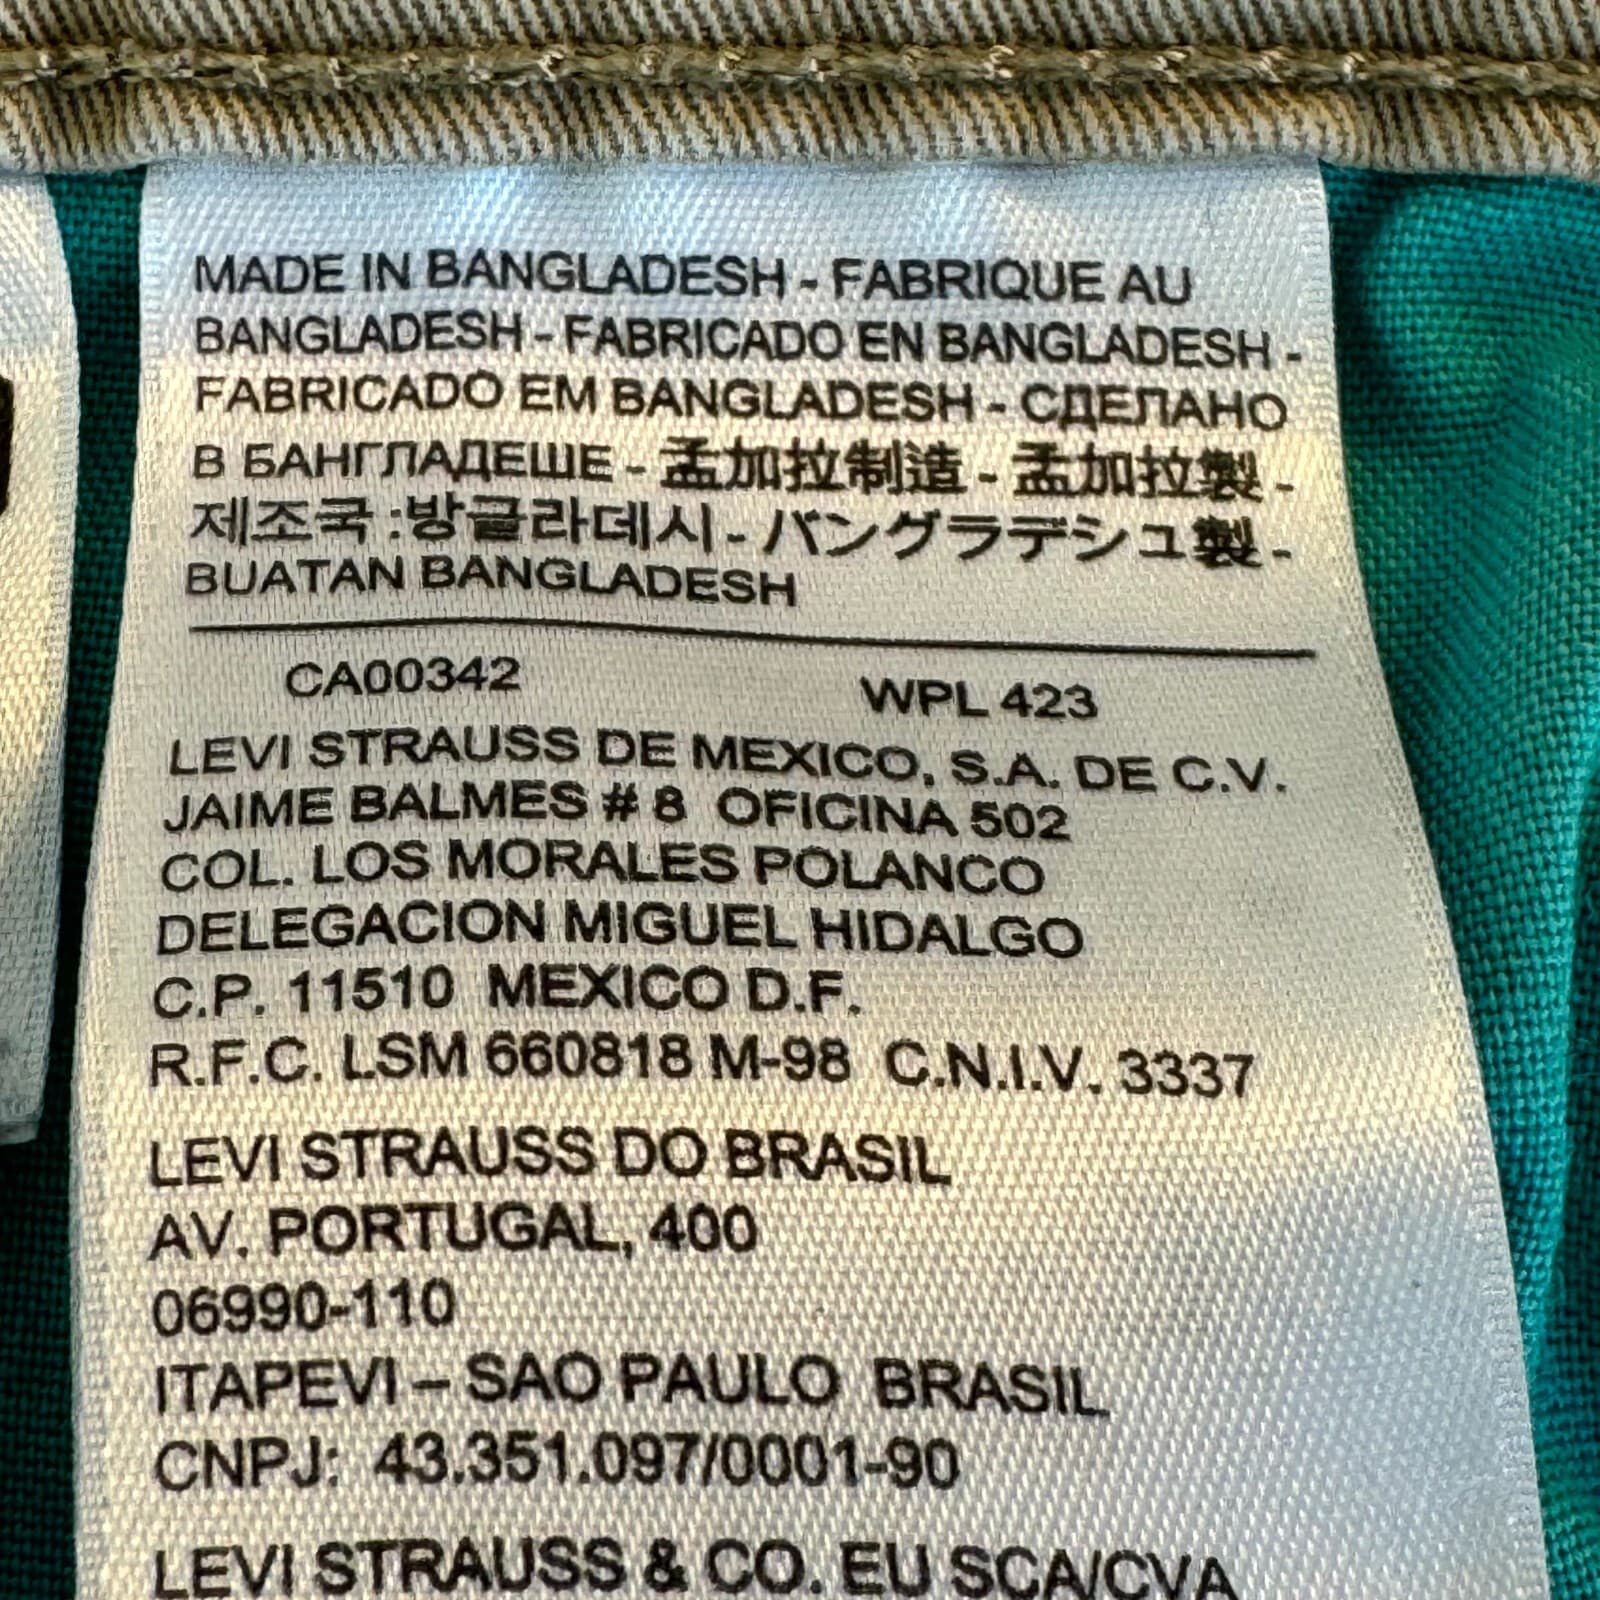 MADE IN BANGLADESH - FABRIQUE AU
BANGLADESH - FABRICADO EN BANGLADESH -
FABRICADO EM BANGLADESH - СДЕЛАНО
В БАНГЛАДЕШЕ - 孟加拉制造 - 孟加拉製 -
제조국 :방글라데시 - バングラデシュ製 -
BUATAN BANGLADESH
CA00342 WPL 423
LEVI STRAUSS DE MEXICO, S.A. DE C.V.
JAIME BALMES # 8 OFICINA 502
COL. LOS MORALES POLANCO
DELEGACION MIGUEL HIDALGO
C.P. 11510 MEXICO D.F.
R.F.C. LSM 660818 M-98 C.N.I.V. 3337
LEVI STRAUSS DO BRASIL
AV. PORTUGAL, 400
06990-110
ITAPEVI – SAO PAULO BRASIL
CNPJ: 43.351.097/0001-90
LEVI STRAUSS & CO. EU SCA/CVA